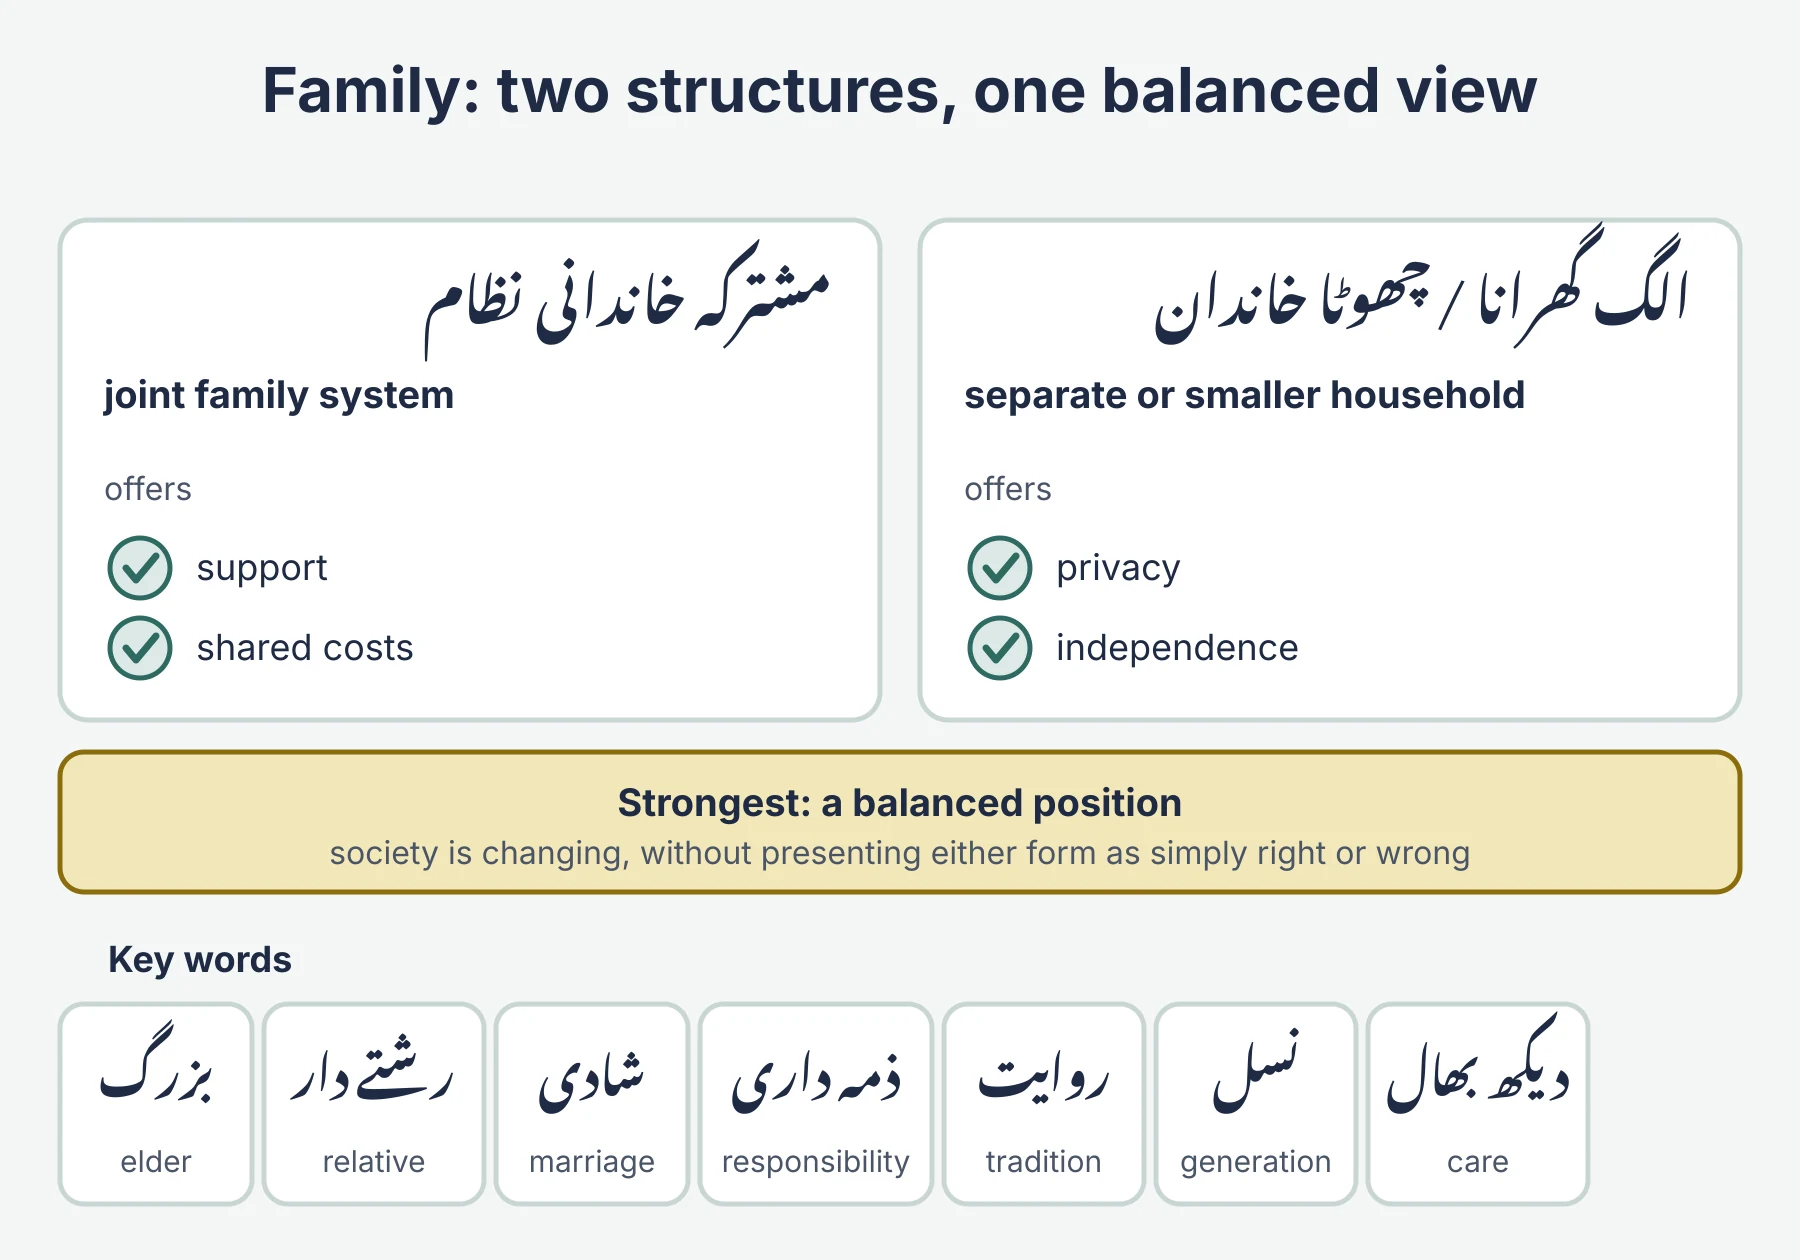 Family: two structures, one balanced view
مشترکہ خاندانی نظام
joint family system
offers
support
shared costs
الگ گھرانا / چھوٹا خاندان
separate or smaller household
offers
privacy
independence
Strongest: a balanced position
society is changing, without presenting either form as simply right or wrong
Key words
بزرگ
elder
رشتے دار
relative
شادی
marriage
ذمہ داری
responsibility
روایت
tradition
نسل
generation
دیکھ بھال
care